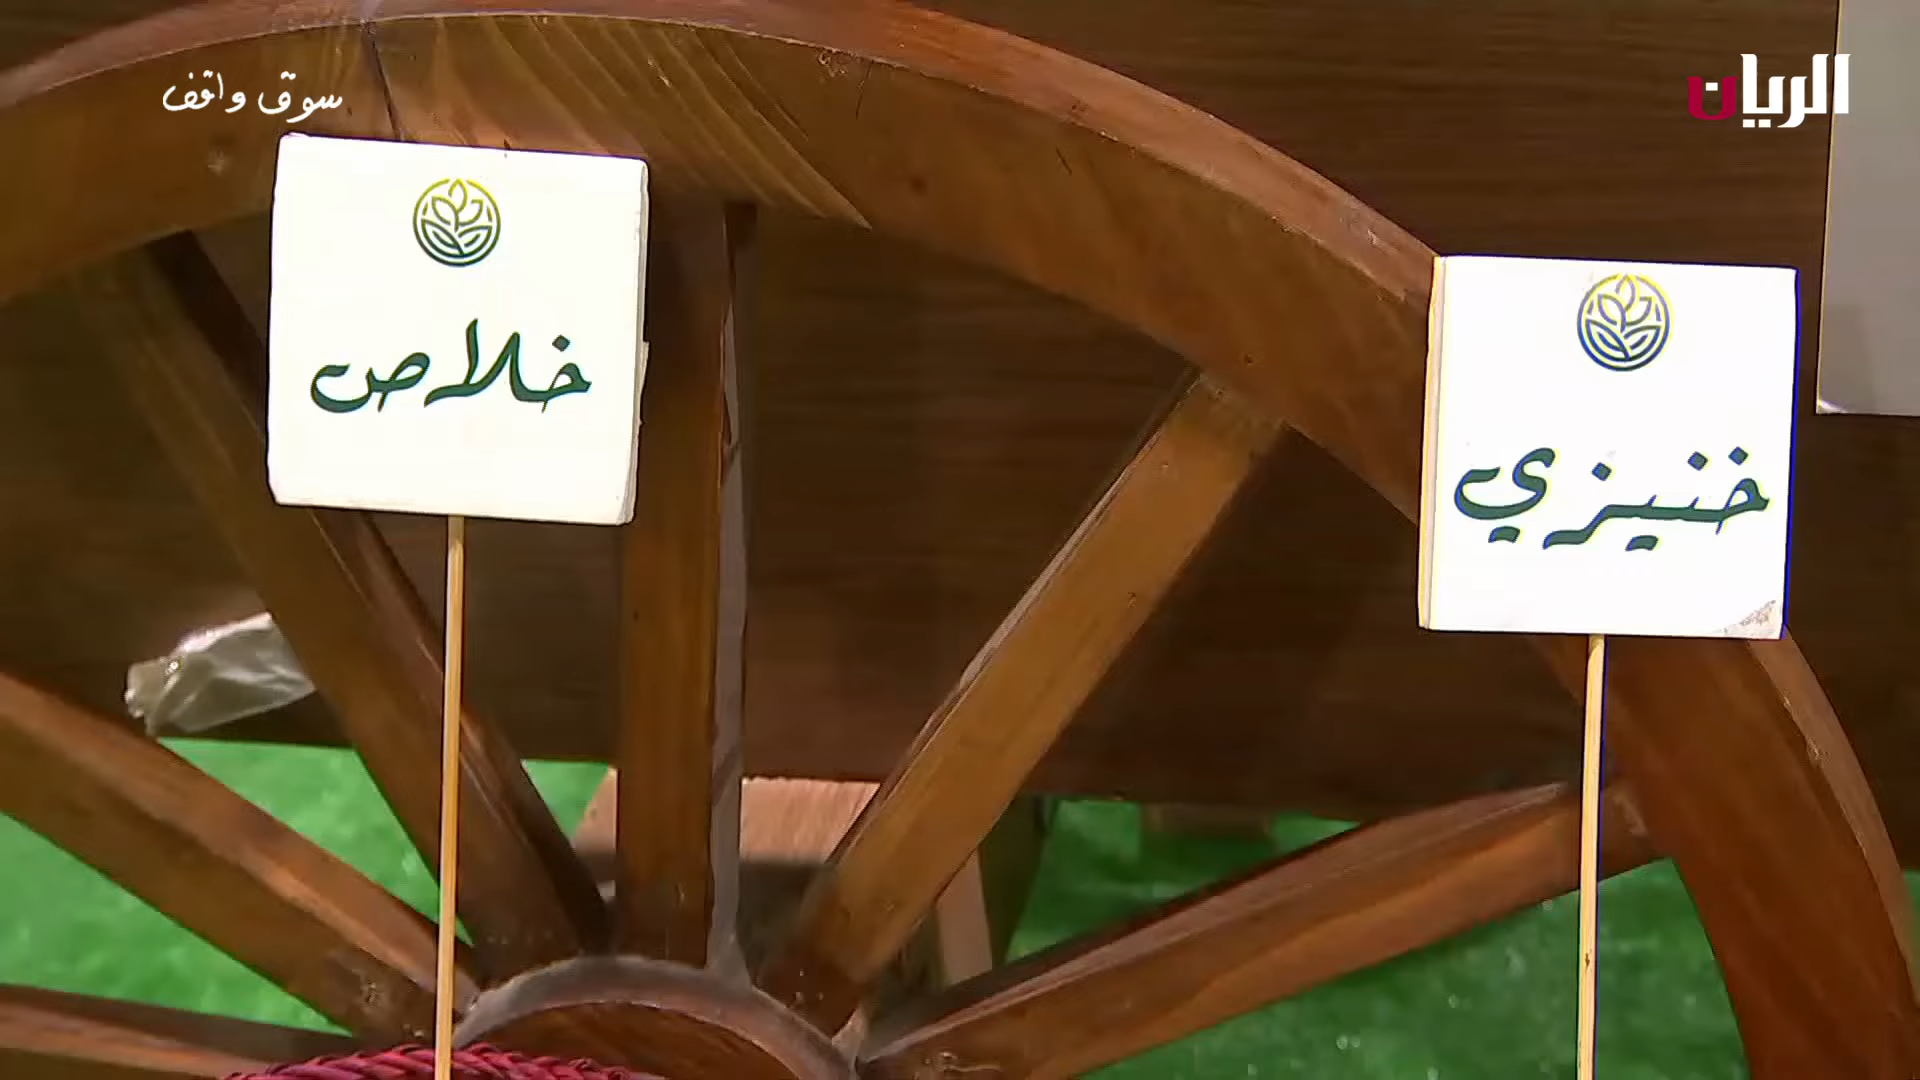 الريان
سوق واقف
خلاص
خنيزي